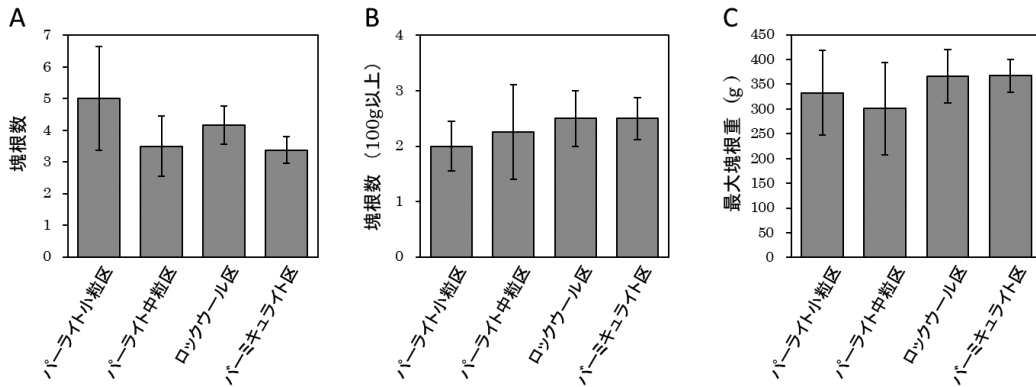 A
塊根数
7
6
5
4
3
2
1
0
パーライト小粒区
パーライト中粒区
ロックウール区
バーミキュライト区
B
塊根数（100g以上）
4
3
2
1
0
パーライト小粒区
パーライト中粒区
ロックウール区
バーミキュライト区
C
最大塊根重（g）
450
400
350
300
250
200
150
100
50
0
パーライト小粒区
パーライト中粒区
ロックウール区
バーミキュライト区